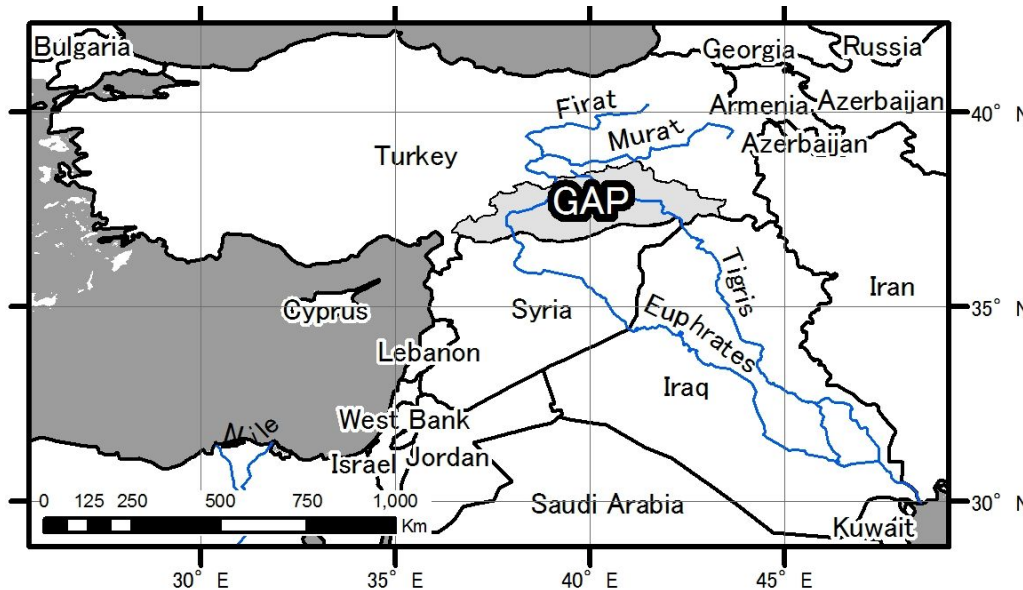 Bulgaria
Georgia
Russia
Firat
Armenia
Azerbaijan
40° N
Murat
Azerbaijan
Turkey
GAP
Tigris
Iran
Cyprus
Syria
35° N
Euphrates
Lebanon
Iraq
West Bank
Nile
Israel
Jordan
0 125 250 500 750 1,000
Km
Saudi Arabia
30° N
Kuwait
30° E
35° E
40° E
45° E